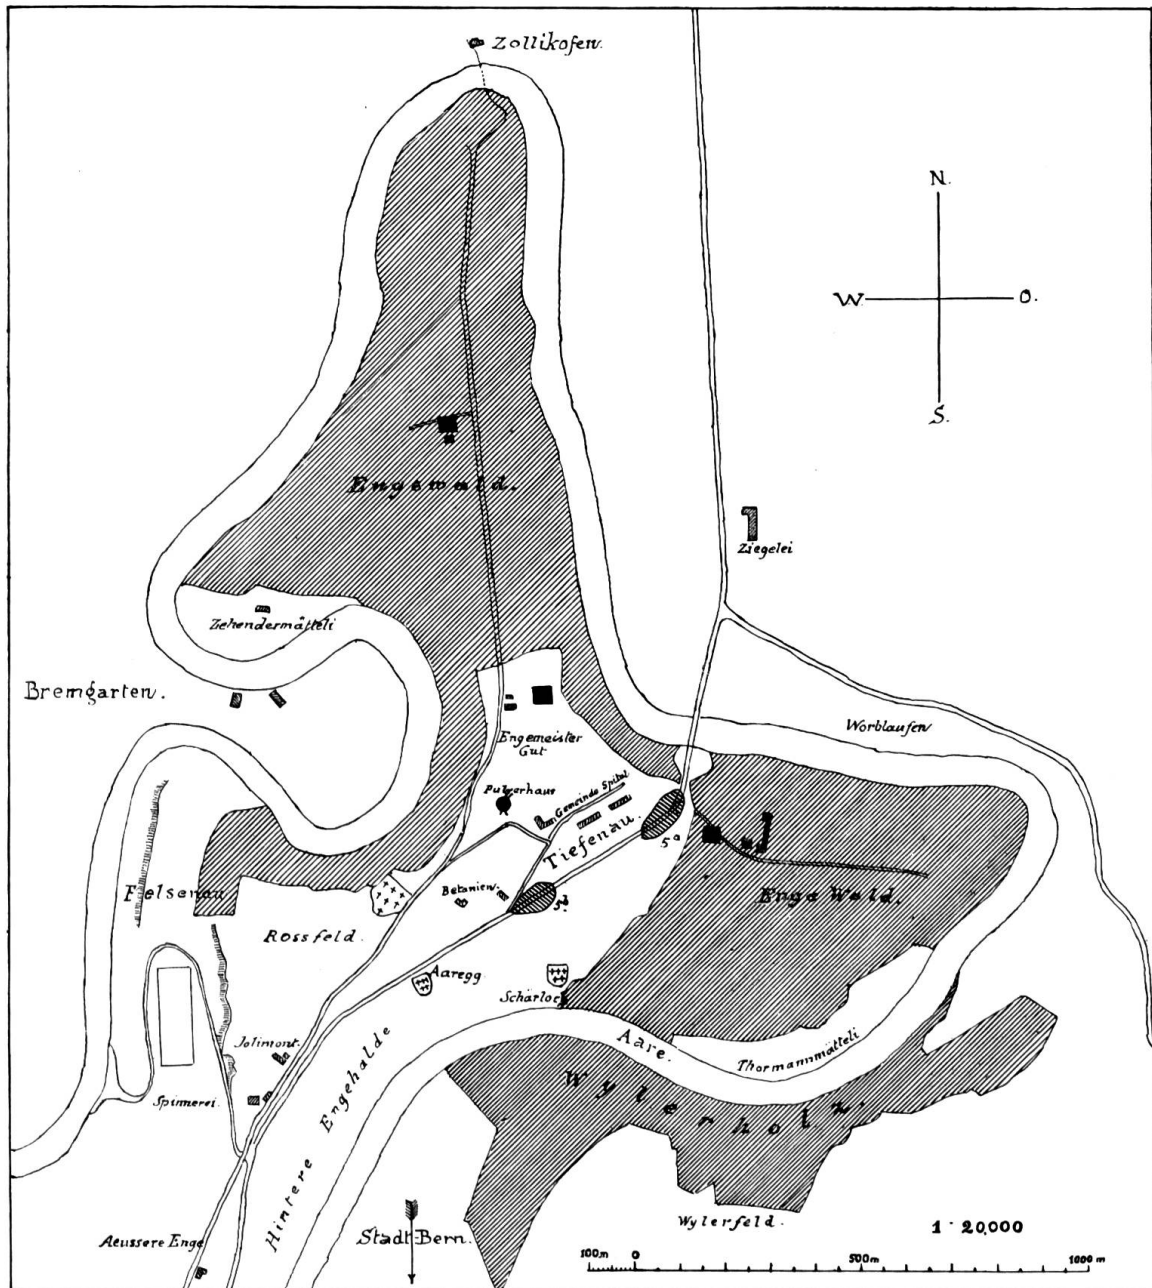 Zollikofen.
N.
W. O.
S.
Engewald.
Ziegelei
Zehendermätteli
Bremgarten.
Worblaufen
Engemeister
Gut
Pulverhaus
Gemeinde Spital
Tiefenau.
5a
Felsenau
Betanien.
5b.
Enge Wald.
Rossfeld.
Aaregg.
Schärloch
Jolimont.
Aare.
Thormannmätteli
Spinnerei.
Hintere Engehalde
Wylerholz.
Wylerfeld.
1:20,000
Aeussere Enge
Stadt Bern.
100m 0 500m 1000 m